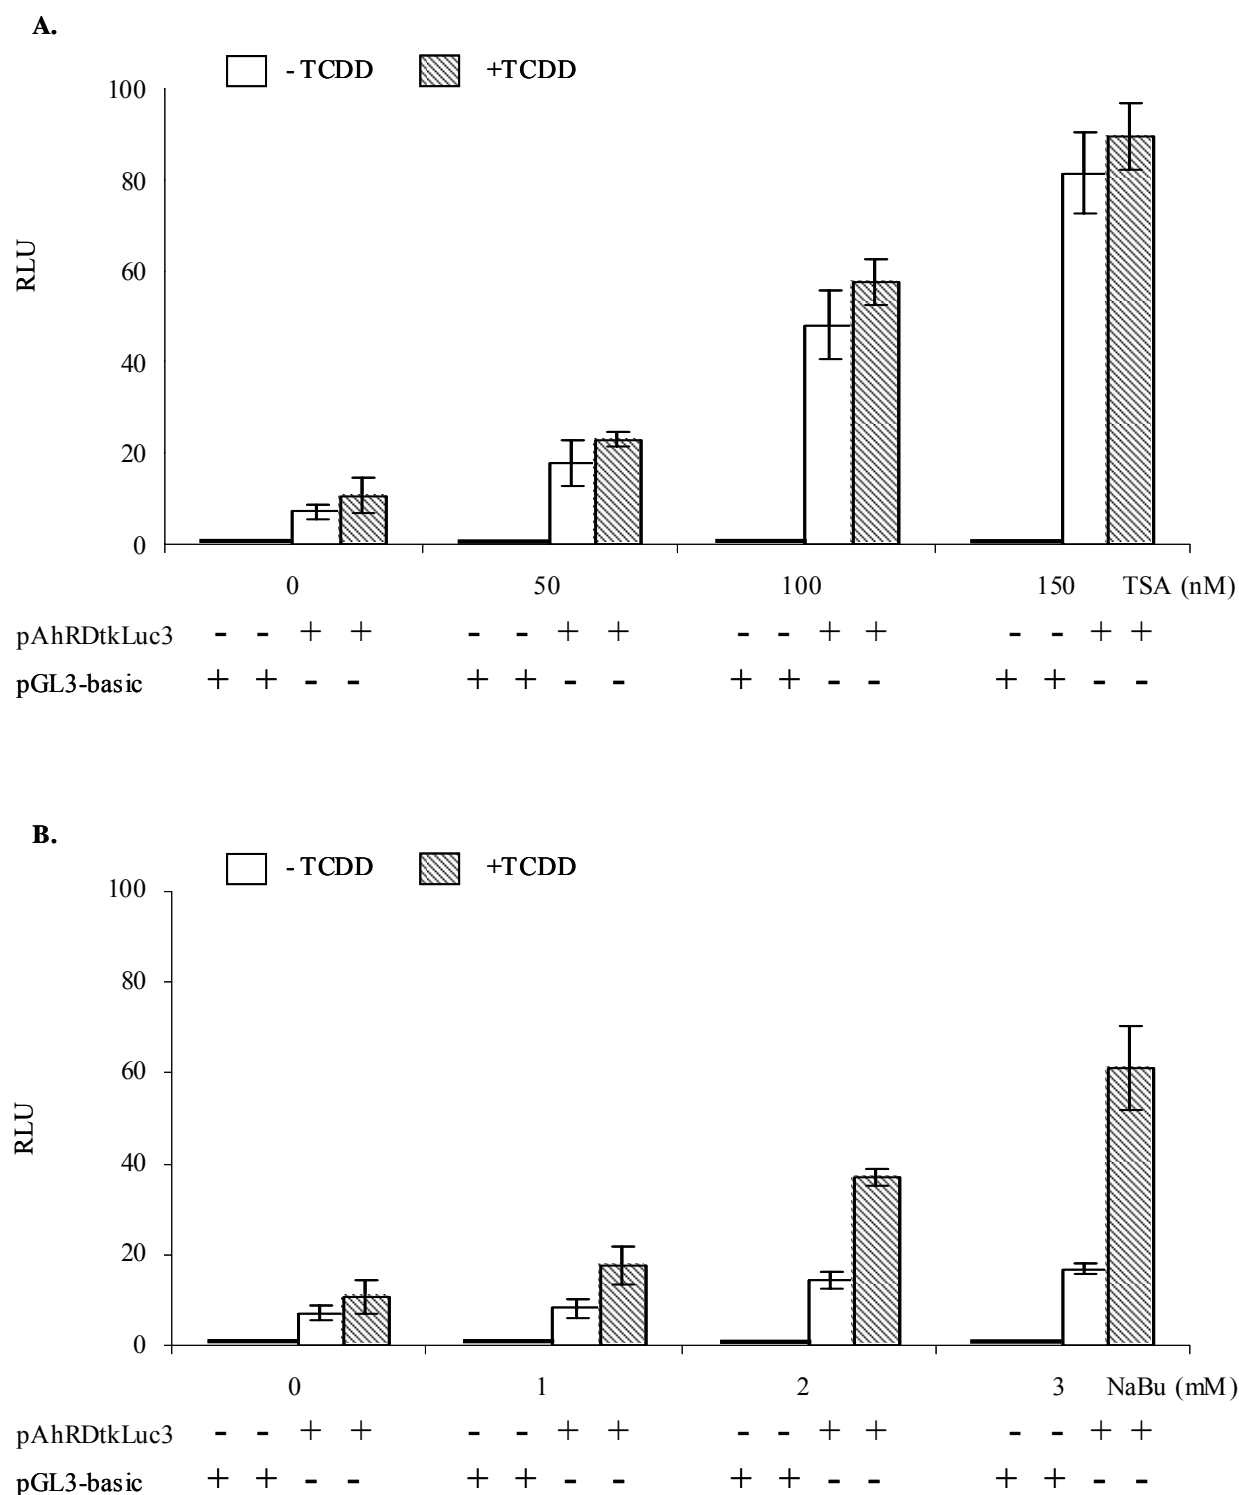 A.
- TCDD +TCDD
100
80
60
40
20
0
RLU
0 50 100 150 TSA (nM)
pAhRDtkLuc3 - - + + - - + + - - + + - - + +
pGL3-basic + + - - + + - - + + - - + + - -
B.
- TCDD +TCDD
100
80
60
40
20
0
RLU
0 1 2 3 NaBu (mM)
pAhRDtkLuc3 - - + + - - + + - - + + - - + +
pGL3-basic + + - - + + - - + + - - + + - -